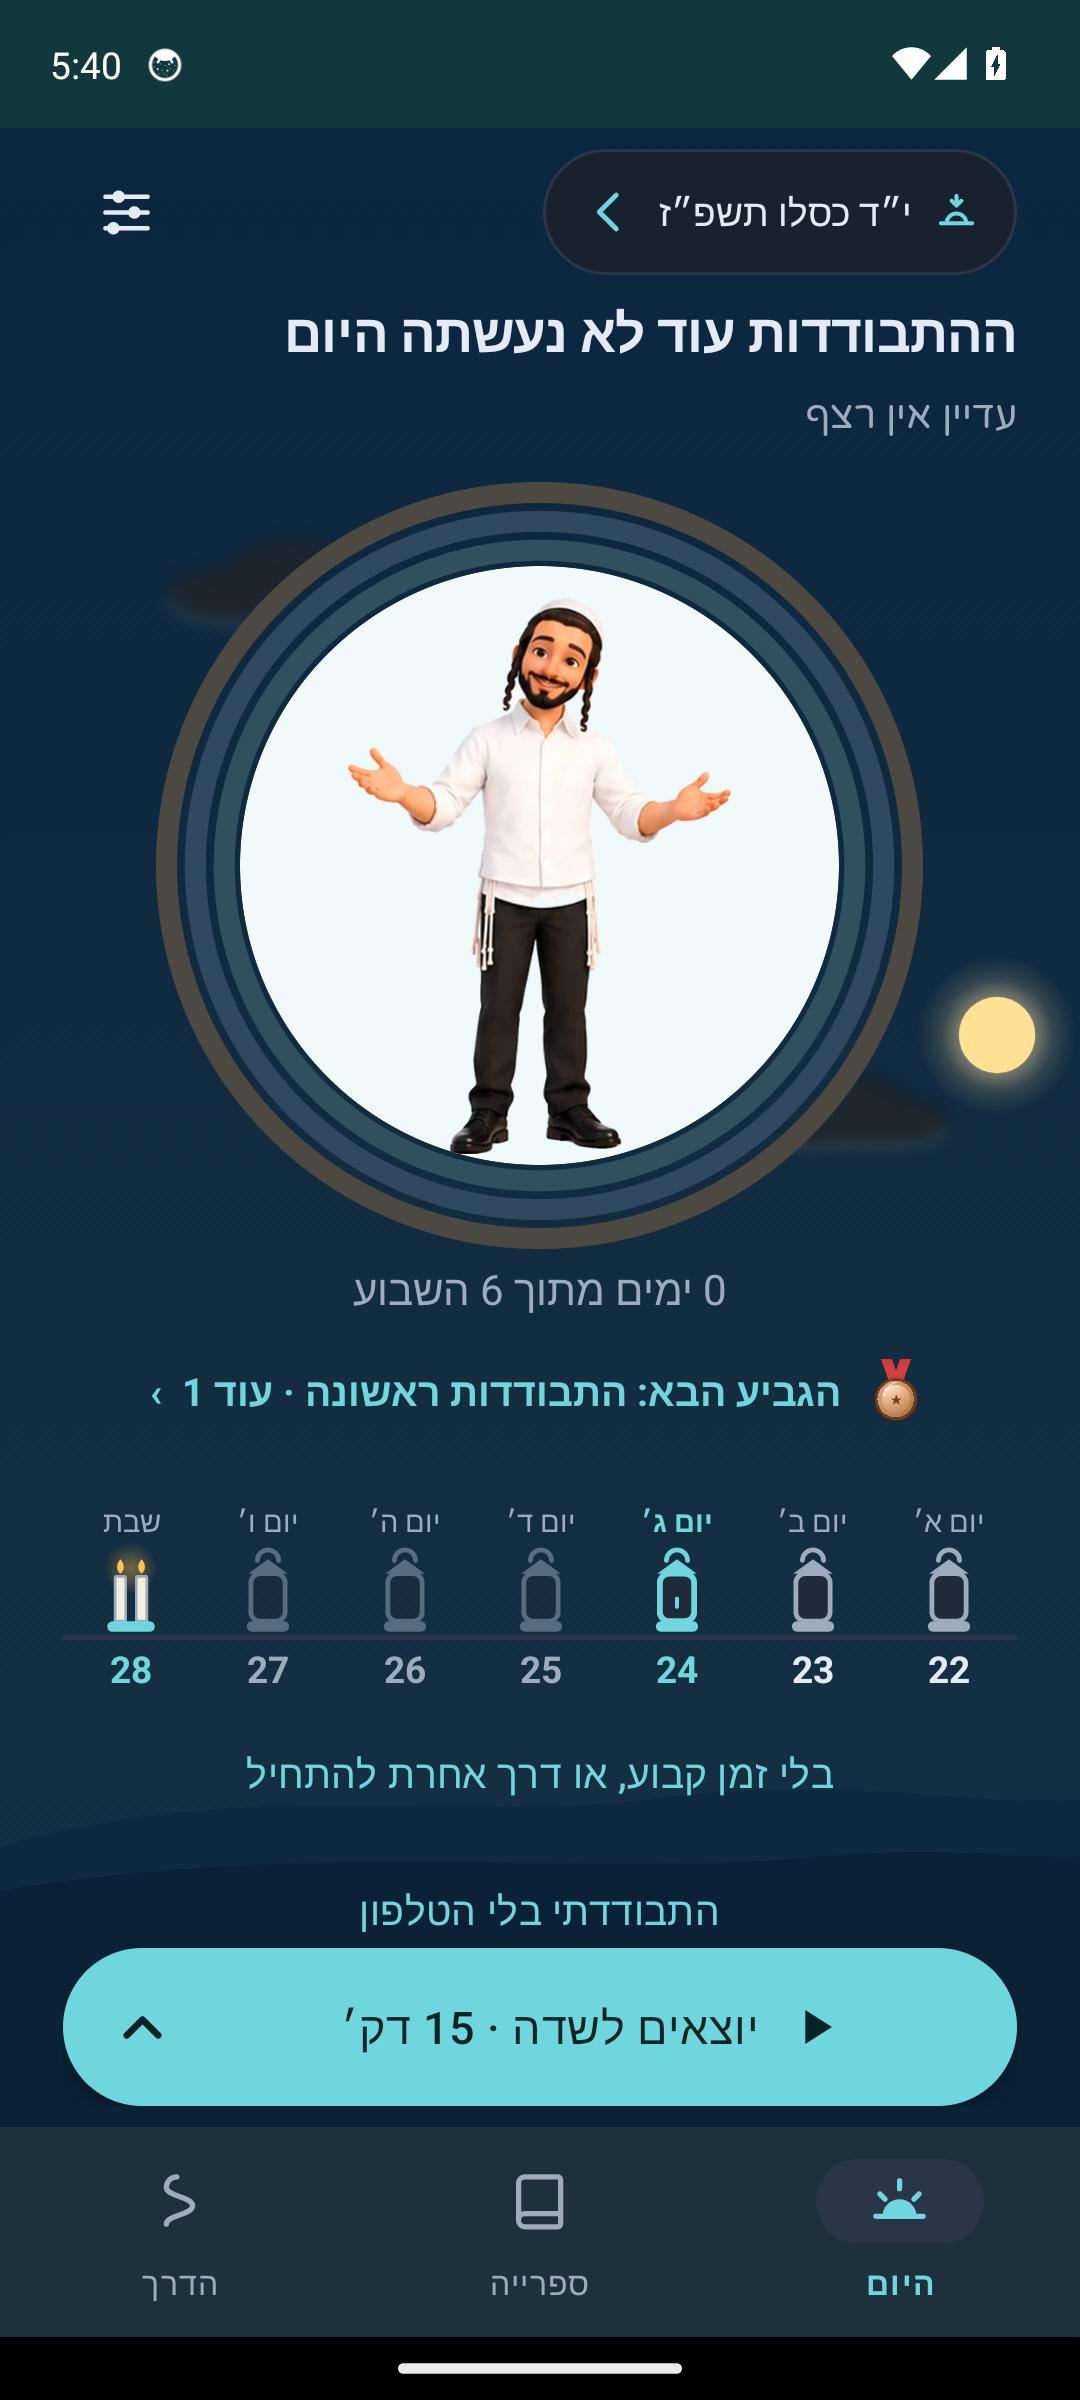 5:40
י״ד כסלו תשפ״ז
ההתבודדות עוד לא נעשתה היום
עדיין אין רצף
0 ימים מתוך 6 השבוע
הגביע הבא: התבודדות ראשונה · עוד 1 ›
יום א׳ יום ב׳ יום ג׳ יום ד׳ יום ה׳ יום ו׳ שבת
22 23 24 25 26 27 28
בלי זמן קבוע, או דרך אחרת להתחיל
התבודדתי בלי הטלפון
יוצאים לשדה · 15 דק׳
היום ספרייה הדרך